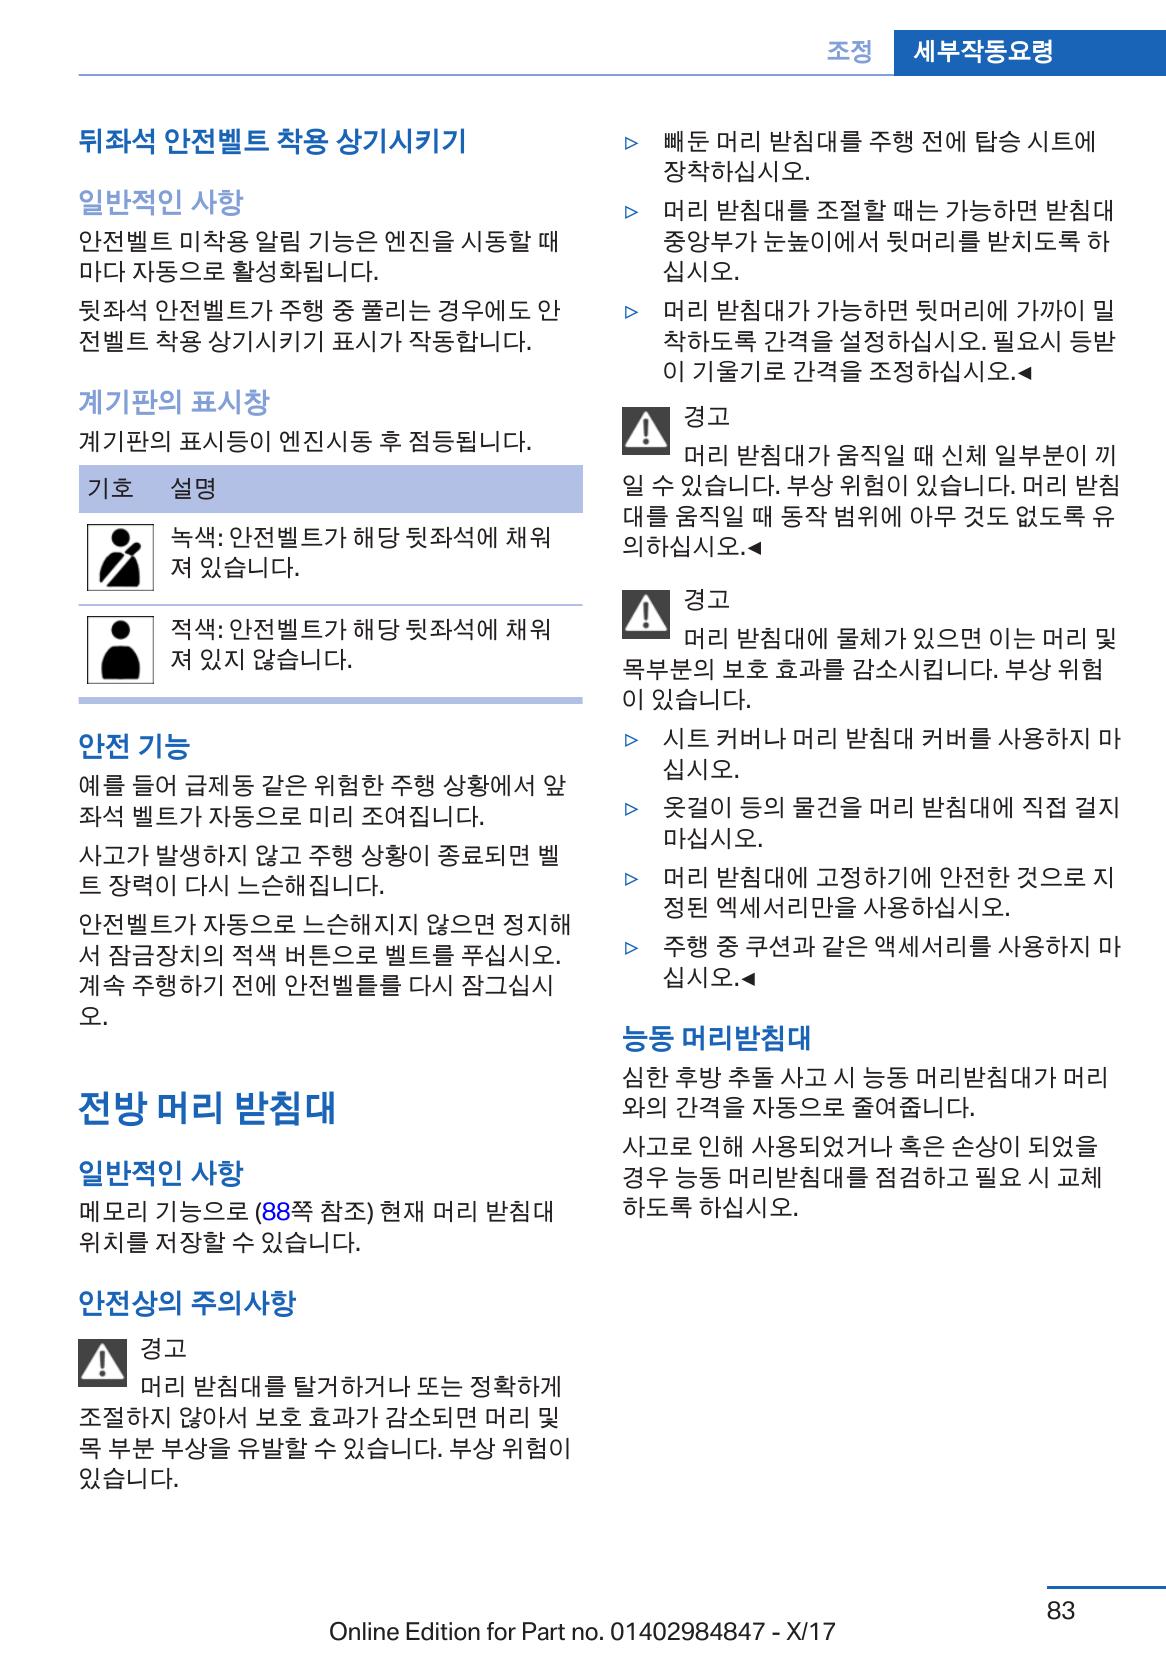 조정
세부작동요령
뒤좌석 안전벨트 착용 상기시키기
일반적인 사항
안전벨트 미착용 알림 기능은 엔진을 시동할 때
마다 자동으로 활성화됩니다.
뒷좌석 안전벨트가 주행 중 풀리는 경우에도 안
전벨트 착용 상기시키기 표시가 작동합니다.
계기판의 표시창
계기판의 표시등이 엔진시동 후 점등됩니다.
기호 설명
녹색: 안전벨트가 해당 뒷좌석에 채워
져 있습니다.
적색: 안전벨트가 해당 뒷좌석에 채워
져 있지 않습니다.
안전 기능
예를 들어 급제동 같은 위험한 주행 상황에서 앞
좌석 벨트가 자동으로 미리 조여집니다.
사고가 발생하지 않고 주행 상황이 종료되면 벨
트 장력이 다시 느슨해집니다.
안전벨트가 자동으로 느슨해지지 않으면 정지해
서 잠금장치의 적색 버튼으로 벨트를 푸십시오.
계속 주행하기 전에 안전벨틀를 다시 잠그십시
오.
전방 머리 받침대
일반적인 사항
메모리 기능으로 (88쪽 참조) 현재 머리 받침대
위치를 저장할 수 있습니다.
안전상의 주의사항
경고
머리 받침대를 탈거하거나 또는 정확하게
조절하지 않아서 보호 효과가 감소되면 머리 및
목 부분 부상을 유발할 수 있습니다. 부상 위험이
있습니다.
▷ 빼둔 머리 받침대를 주행 전에 탑승 시트에
장착하십시오.
▷ 머리 받침대를 조절할 때는 가능하면 받침대
중앙부가 눈높이에서 뒷머리를 받치도록 하
십시오.
▷ 머리 받침대가 가능하면 뒷머리에 가까이 밀
착하도록 간격을 설정하십시오. 필요시 등받
이 기울기로 간격을 조정하십시오.◄
경고
머리 받침대가 움직일 때 신체 일부분이 끼
일 수 있습니다. 부상 위험이 있습니다. 머리 받침
대를 움직일 때 동작 범위에 아무 것도 없도록 유
의하십시오.◄
경고
머리 받침대에 물체가 있으면 이는 머리 및
목부분의 보호 효과를 감소시킵니다. 부상 위험
이 있습니다.
▷ 시트 커버나 머리 받침대 커버를 사용하지 마
십시오.
▷ 옷걸이 등의 물건을 머리 받침대에 직접 걸지
마십시오.
▷ 머리 받침대에 고정하기에 안전한 것으로 지
정된 엑세서리만을 사용하십시오.
▷ 주행 중 쿠션과 같은 액세서리를 사용하지 마
십시오.◄
능동 머리받침대
심한 후방 추돌 사고 시 능동 머리받침대가 머리
와의 간격을 자동으로 줄여줍니다.
사고로 인해 사용되었거나 혹은 손상이 되었을
경우 능동 머리받침대를 점검하고 필요 시 교체
하도록 하십시오.
83
Online Edition for Part no. 01402984847 - X/17